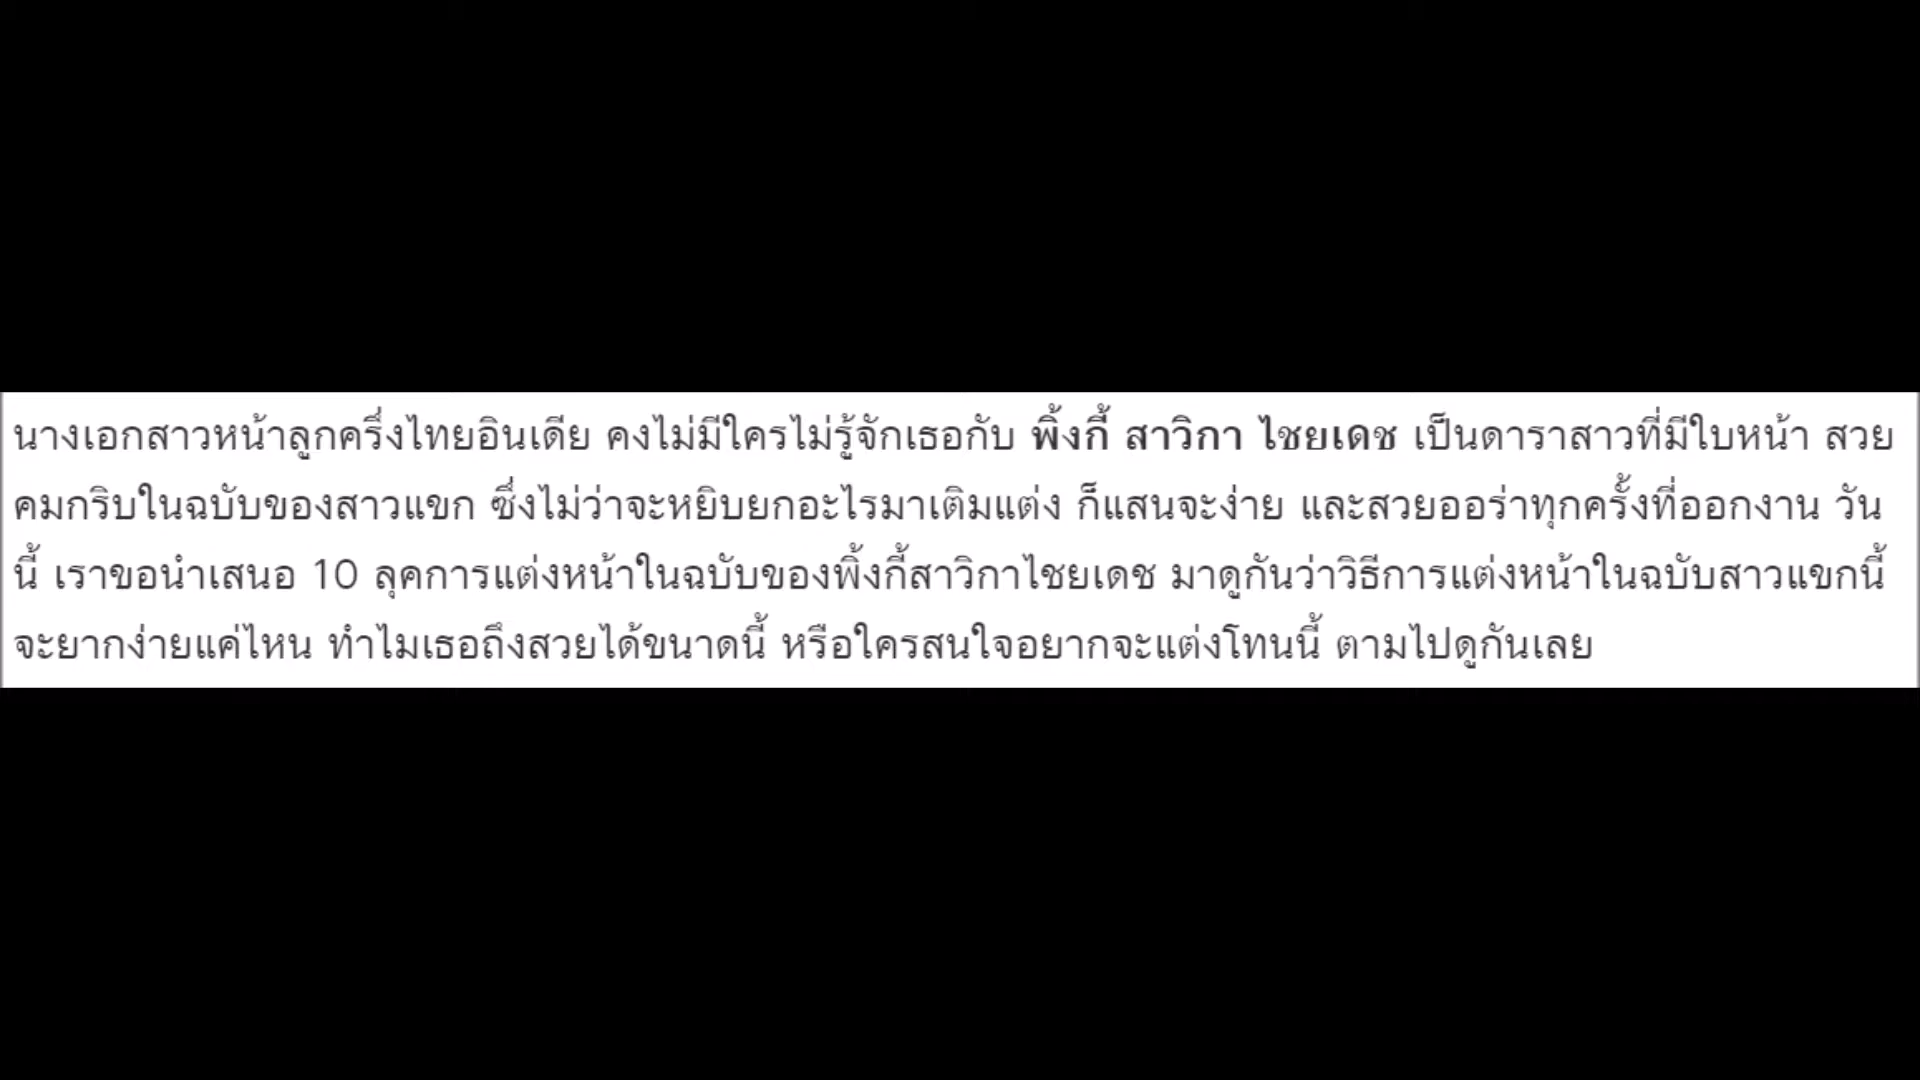 นางเอกสาวหน้าลูกครึ่งไทยอินเดีย คงไม่มีใครไม่รู้จักเธอกับ พิ้งกี้ สาวิกา ไชยเดช เป็นดาราสาวที่มีใบหน้า สวย
คมกริบในฉบับของสาวแขก ซึ่งไม่ว่าจะหยิบยกอะไรมาเติมแต่ง ก็แสนจะง่าย และสวยออร่าทุกครั้งที่ออกงาน วัน
นี้ เราขอนำเสนอ 10 ลุคการแต่งหน้าในฉบับของพิ้งกี้สาวิกาไชยเดช มาดูกันว่าวิธีการแต่งหน้าในฉบับสาวแขกนี้
จะยากง่ายแค่ไหน ทำไมเธอถึงสวยได้ขนาดนี้ หรือใครสนใจอยากจะแต่งโทนนี้ ตามไปดูกันเลย